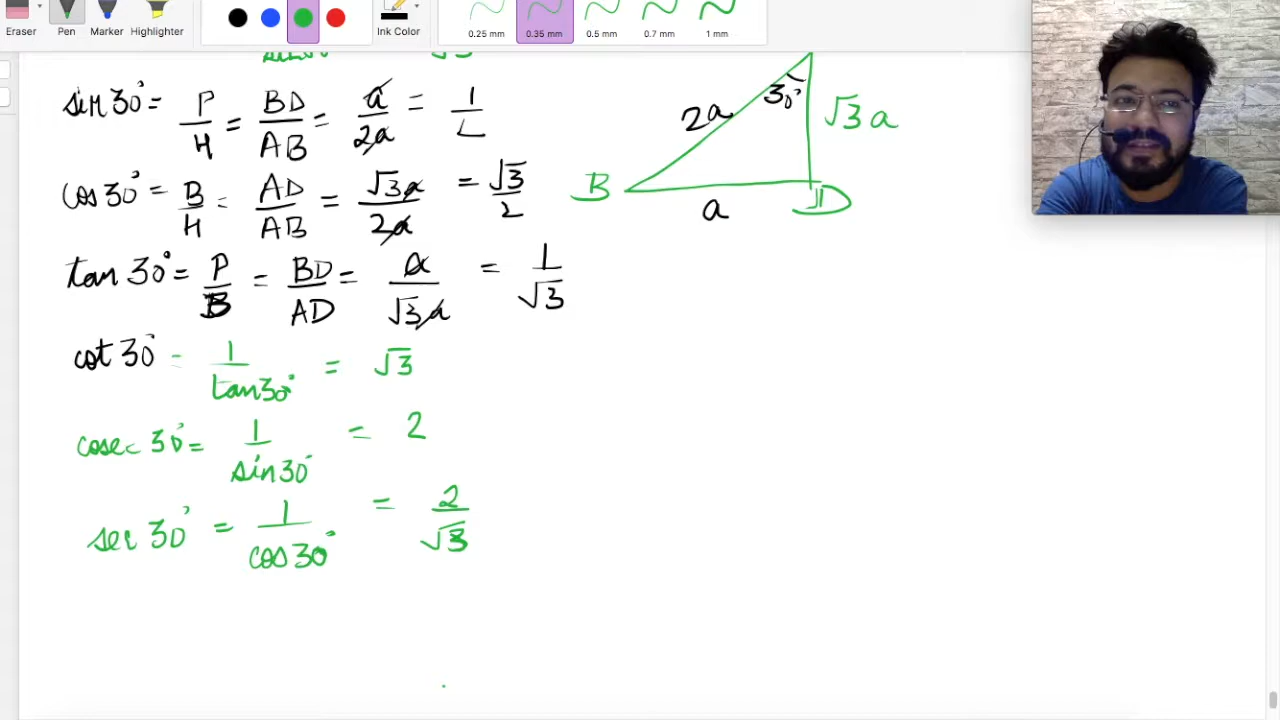 Eraser Pen Marker Highlighter Ink Color 0.25 mm 0.35 mm 0.5 mm 0.7 mm 1 mm
sin 30° = P/H = BD/AB = a/2a = 1/2
cos 30° = B/H = AD/AB = √3a/2a = √3/2
tan 30° = P/B = BD/AD = a/√3a = 1/√3
cot 30° = 1/tan30° = √3
cosec 30° = 1/sin30° = 2
sec 30° = 1/cos30° = 2/√3
30°
2a
√3 a
B
D
a